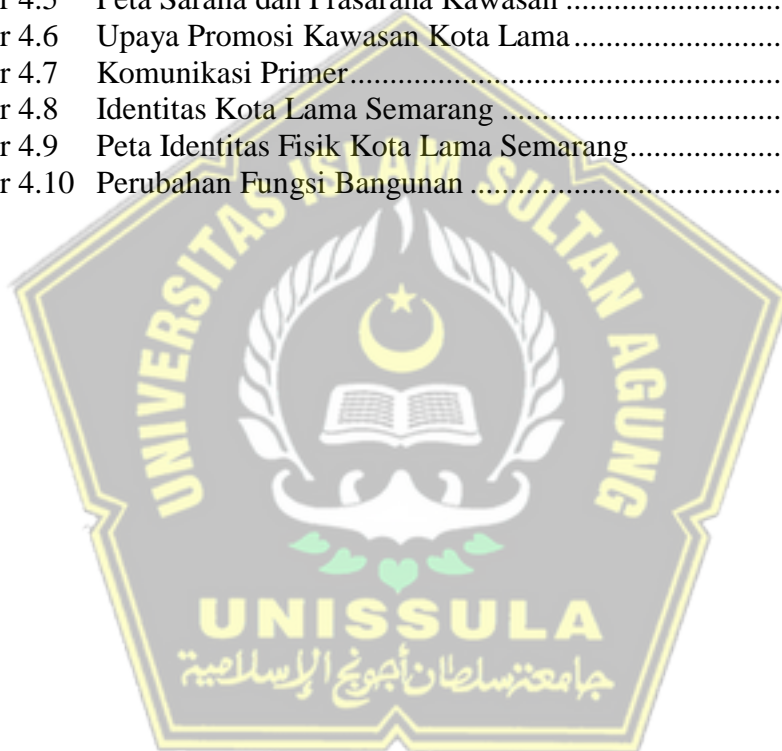 r 4.5 Peta Sarana dan Prasarana Kawasan ..............................
r 4.6 Upaya Promosi Kawasan Kota Lama ..............................
r 4.7 Komunikasi Primer ..............................
r 4.8 Identitas Kota Lama Semarang ..............................
r 4.9 Peta Identitas Fisik Kota Lama Semarang ..............................
r 4.10 Perubahan Fungsi Bangunan ..............................
UNIVERSITAS ISLAM SULTAN AGUNG
UNISSULA
جامعة سلطان أجونج الإسلامية